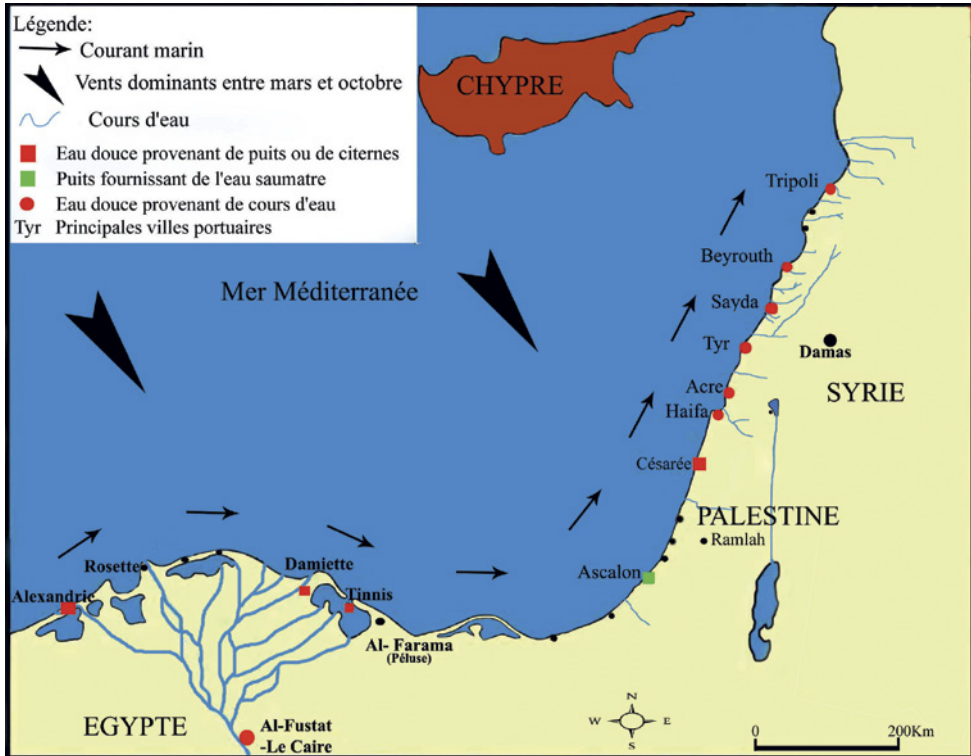 Légende:
Courant marin
Vents dominants entre mars et octobre
Cours d'eau
Eau douce provenant de puits ou de citernes
Puits fournissant de l'eau saumatre
Eau douce provenant de cours d'eau
Tyr Principales villes portuaires
CHYPRE
Tripoli
Beyrouth
Mer Méditerranée
Sayda
Tyr
Damas
Acre
SYRIE
Haifa
Césarée
PALESTINE
Ramlah
Ascalon
Rosette
Damiette
Alexandrie
Tinnis
Al- Farama
(Péluse)
EGYPTE
Al-Fustat
-Le Caire
N
W E
S
0 200Km